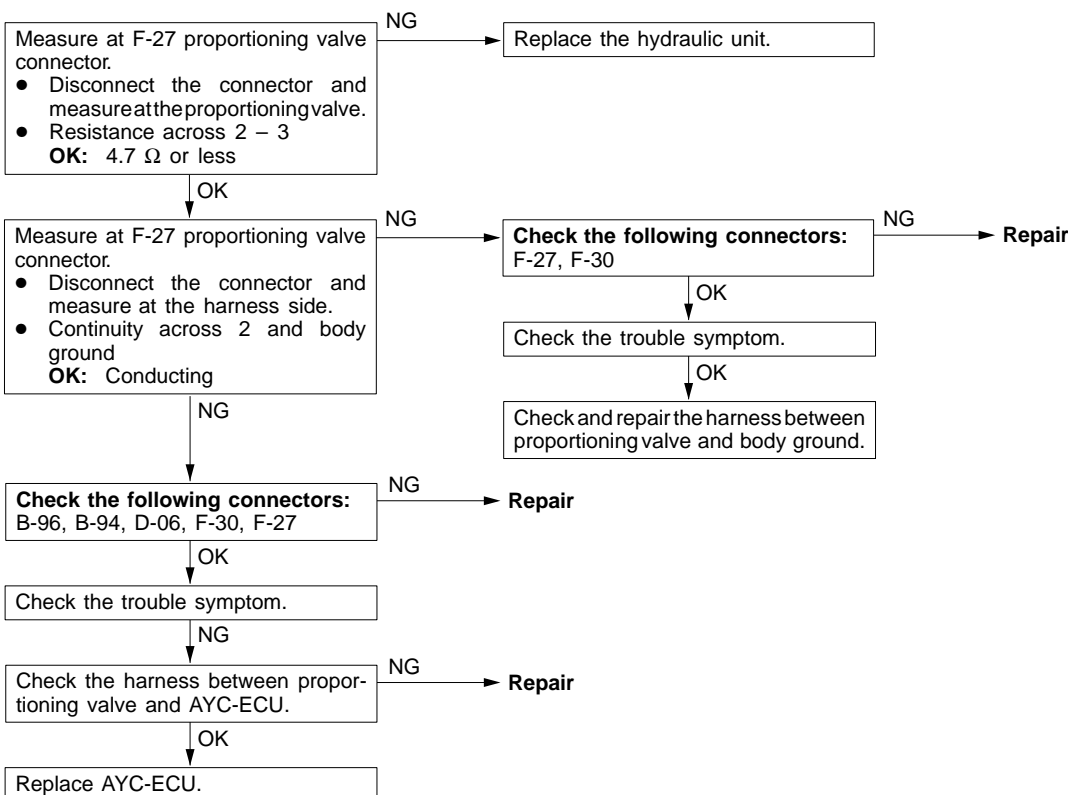 Measure at F-27 proportioning valve
connector.
● Disconnect the connector and
measureattheproportioningvalve.
● Resistance across 2 – 3
OK: 4.7 Ω or less
NG
Replace the hydraulic unit.
OK
Measure at F-27 proportioning valve
connector.
● Disconnect the connector and
measure at the harness side.
● Continuity across 2 and body
ground
OK: Conducting
NG
Check the following connectors:
F-27, F-30
NG
Repair
OK
Check the trouble symptom.
OK
Check and repair the harness between
proportioning valve and body ground.
NG
Check the following connectors:
B-96, B-94, D-06, F-30, F-27
NG
Repair
OK
Check the trouble symptom.
NG
Check the harness between propor-
tioning valve and AYC-ECU.
NG
Repair
OK
Replace AYC-ECU.